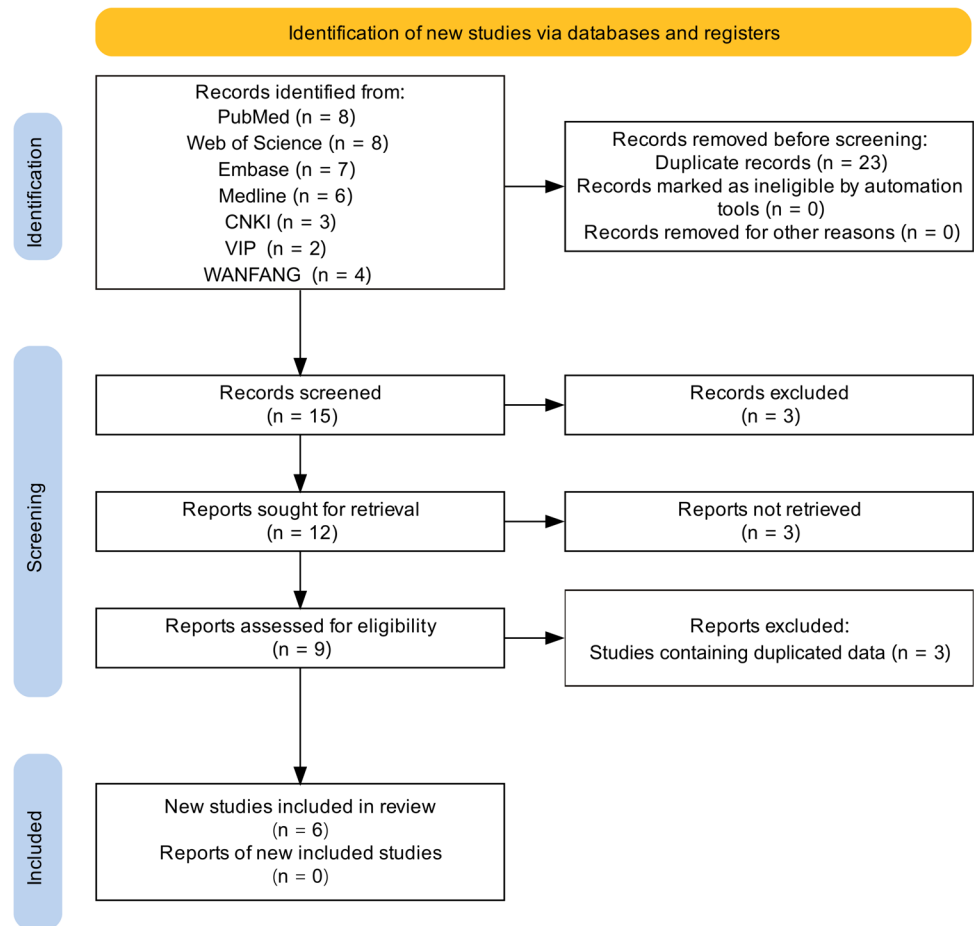 Identification of new studies via databases and registers
Identification
Records identified from:
PubMed (n = 8)
Web of Science (n = 8)
Embase (n = 7)
Medline (n = 6)
CNKI (n = 3)
VIP (n = 2)
WANFANG (n = 4)
Records removed before screening:
Duplicate records (n = 23)
Records marked as ineligible by automation
tools (n = 0)
Records removed for other reasons (n = 0)
Screening
Records screened
(n = 15)
Records excluded
(n = 3)
Reports sought for retrieval
(n = 12)
Reports not retrieved
(n = 3)
Reports assessed for eligibility
(n = 9)
Reports excluded:
Studies containing duplicated data (n = 3)
Included
New studies included in review
(n = 6)
Reports of new included studies
(n = 0)